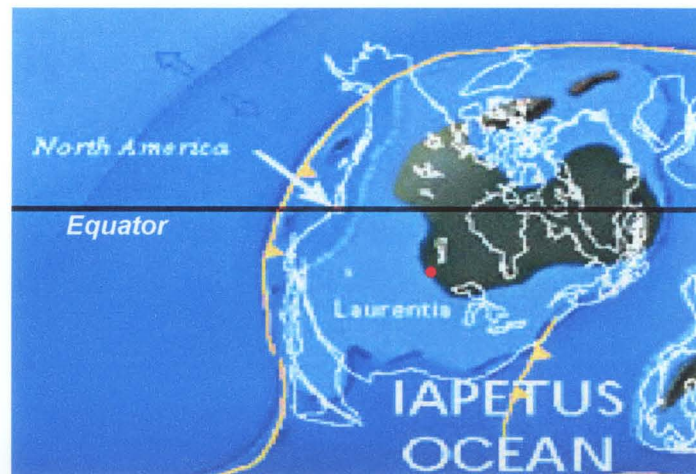 North America
Equator
Laurentia
IAPETUS
OCEAN